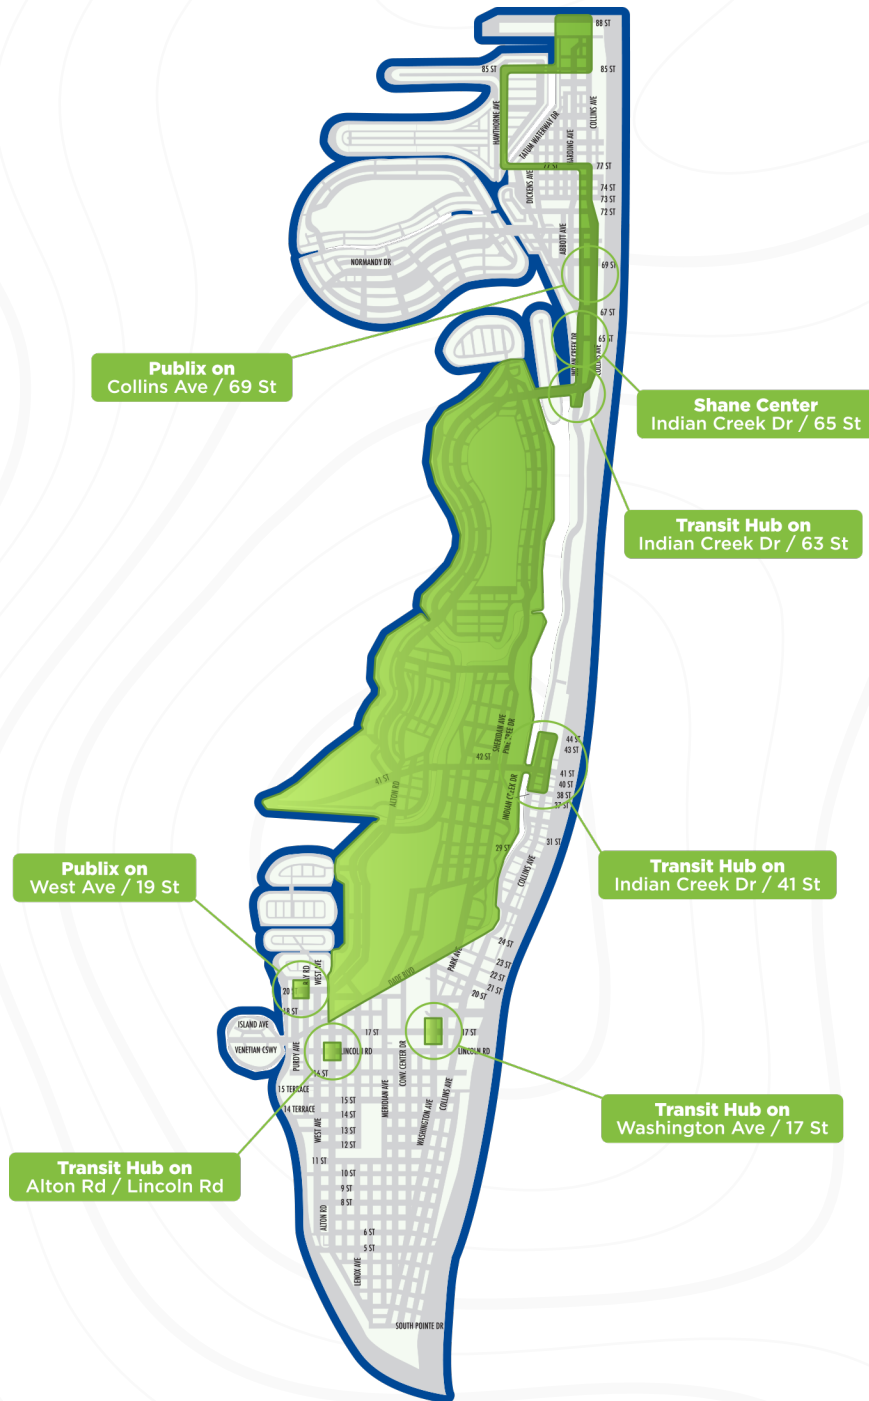 88 ST
85 ST
85 ST
HAWTHORNE AVE
TATUM WATERWAY DR
COLLINS AVE
77 ST
DICKENS AVE
74 ST
73 ST
72 ST
ABBOTT AVE
NORMANDY DR
69 ST
67 ST
65 ST
Publix on
Collins Ave / 69 St
Shane Center
Indian Creek Dr / 65 St
Transit Hub on
Indian Creek Dr / 63 St
SHERIDAN AVE
44 ST
43 ST
42 ST
41 ST
41 ST
40 ST
38 ST
37 ST
ALTON RD
INDIAN CREEK DR
31 ST
29 ST
COLLINS AVE
Publix on
West Ave / 19 St
Transit Hub on
Indian Creek Dr / 41 St
24 ST
23 ST
22 ST
21 ST
20 ST
PARK AVE
DADE BLVD
WEST AVE
18 ST
ISLAND AVE
VENETIAN CSWY
PURDY AVE
17 ST
17 ST
LINCOLN RD
LINCOLN RD
CONV. CENTER DR
16 ST
15 TERRACE
14 TERRACE
MERIDIAN AVE
COLLINS AVE
WASHINGTON AVE
WEST AVE
15 ST
14 ST
13 ST
12 ST
11 ST
10 ST
9 ST
8 ST
Transit Hub on
Washington Ave / 17 St
Transit Hub on
Alton Rd / Lincoln Rd
ALTON RD
6 ST
5 ST
LENOX AVE
SOUTH POINTE DR